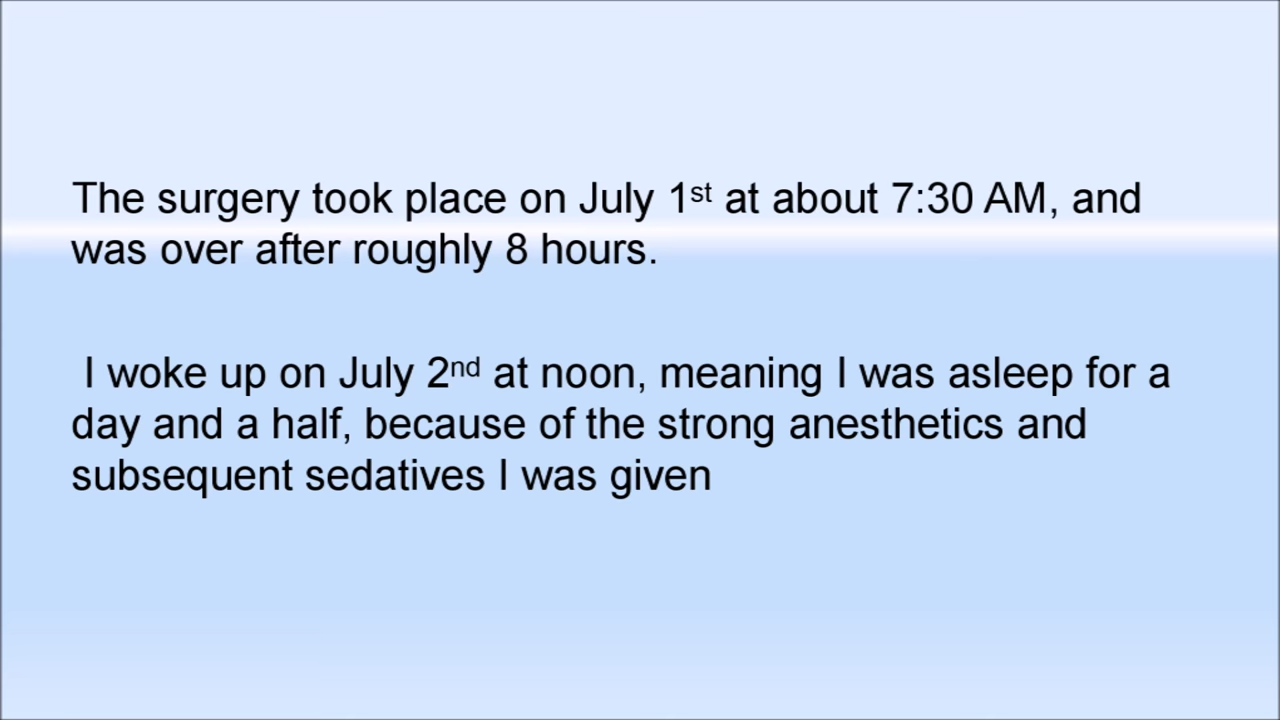 The surgery took place on July 1st at about 7:30 AM, and
was over after roughly 8 hours.
I woke up on July 2nd at noon, meaning I was asleep for a
day and a half, because of the strong anesthetics and
subsequent sedatives I was given